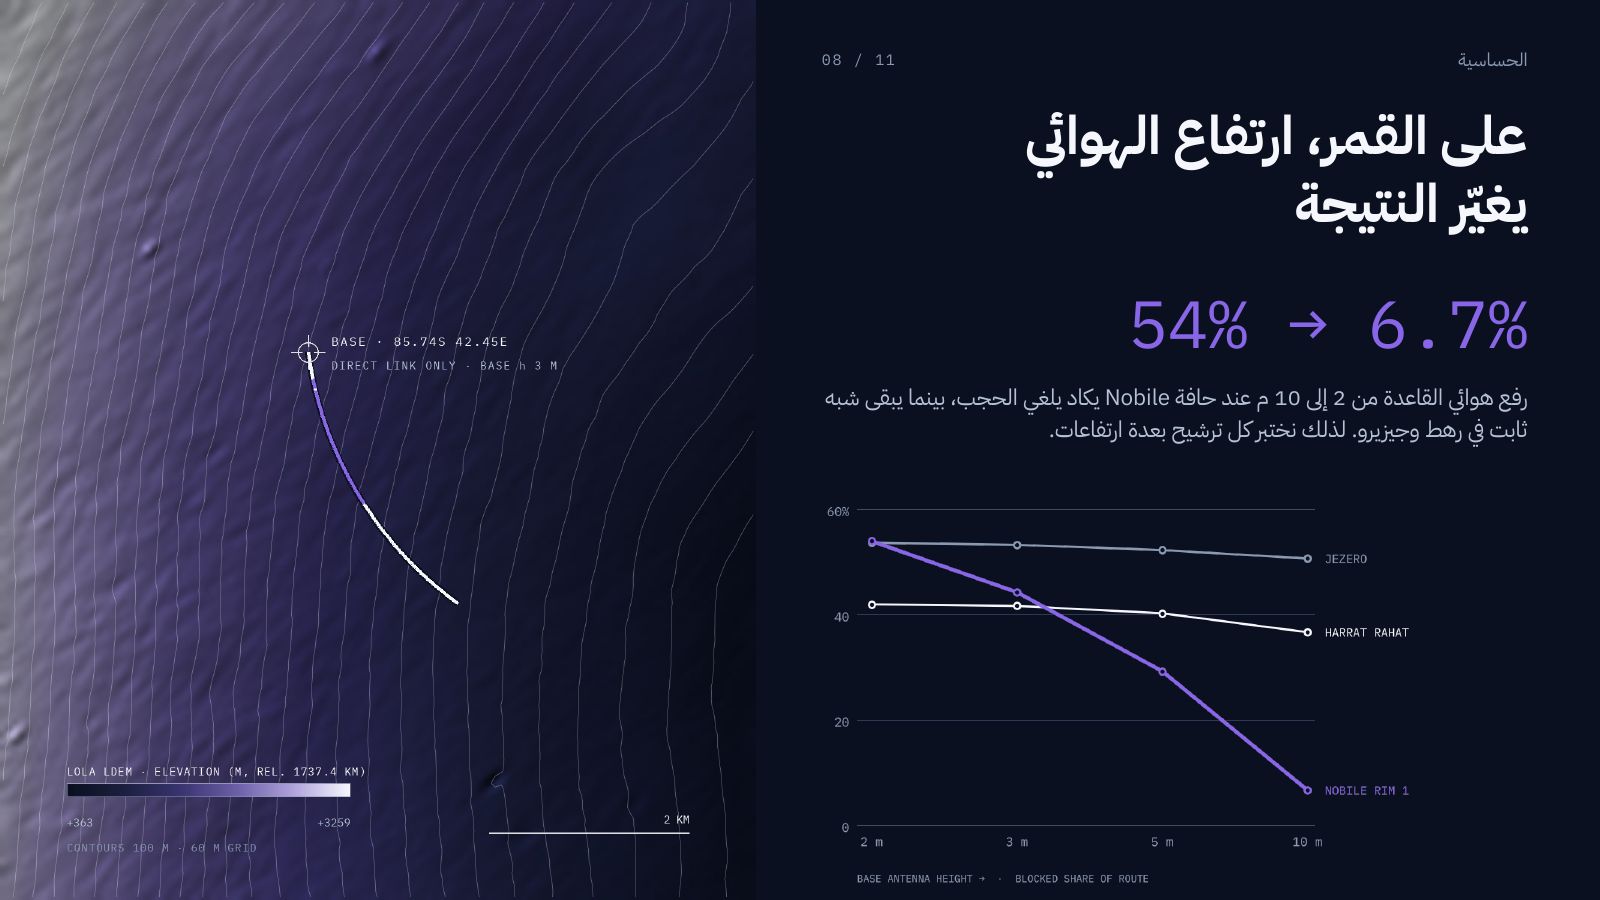 الحساسية
08 / 11
على القمر، ارتفاع الهوائي
يغيّر النتيجة
54% → 6.7%
رفع هوائي القاعدة من 2 إلى 10 م عند حافة Nobile يكاد يلغي الحجب، بينما يبقى شبه
ثابت في رهط وجيزيرو. لذلك نختبر كل ترشيح بعدة ارتفاعات.
60%
40
20
0
JEZERO
HARRAT RAHAT
NOBILE RIM 1
2 m
3 m
5 m
10 m
BASE ANTENNA HEIGHT → · BLOCKED SHARE OF ROUTE
BASE · 85.74S 42.45E
DIRECT LINK ONLY · BASE h 3 M
LOLA LDEM · ELEVATION (M, REL. 1737.4 KM)
+363
+3259
CONTOURS 100 M · 60 M GRID
2 KM